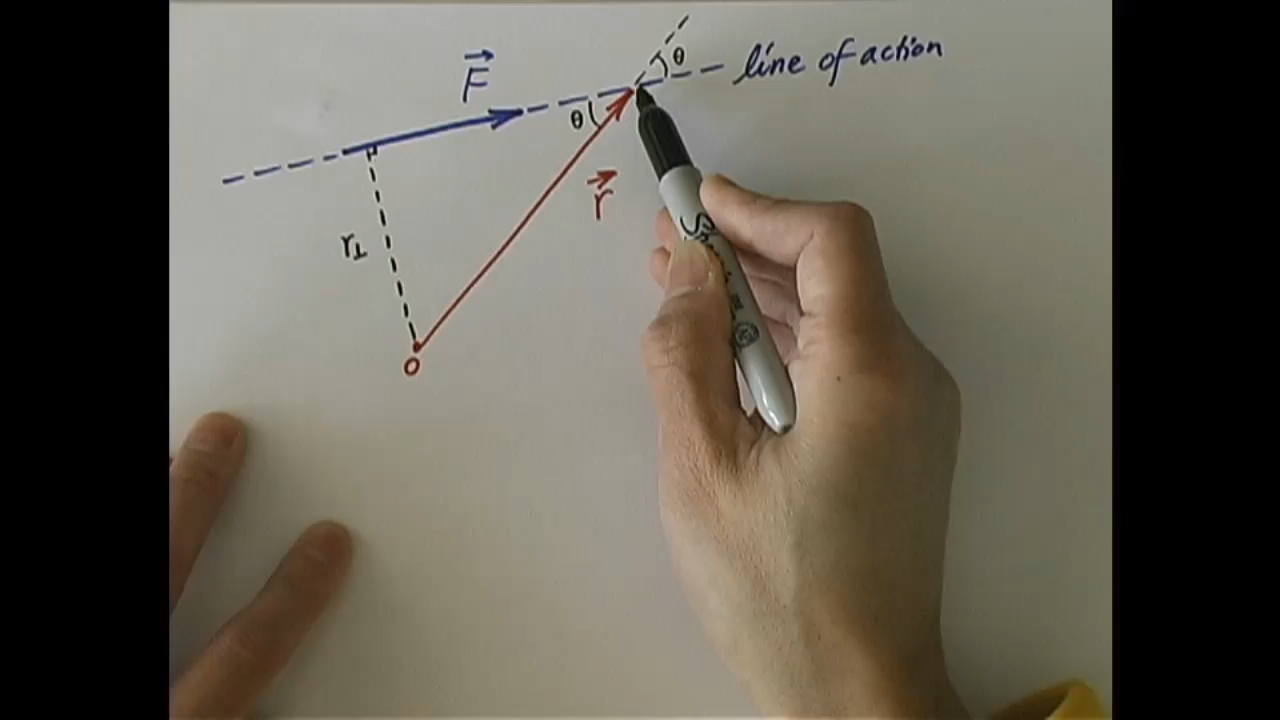 θ
F⃗
line of action
θ
r⃗
r⊥
O